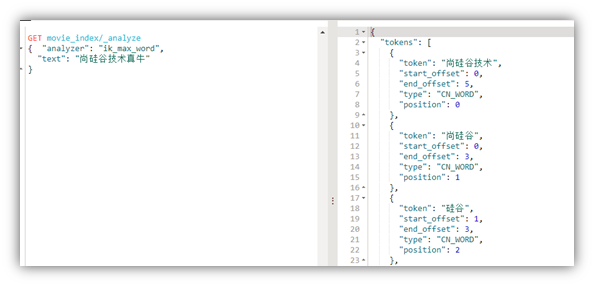 GET movie_index/_analyze
{ "analyzer": "ik_max_word",
"text": "尚硅谷技术真牛"
}
1 {
2 "tokens": [
3 {
4 "token": "尚硅谷技术",
5 "start_offset": 0,
6 "end_offset": 5,
7 "type": "CN_WORD",
8 "position": 0
9 },
10 {
11 "token": "尚硅谷",
12 "start_offset": 0,
13 "end_offset": 3,
14 "type": "CN_WORD",
15 "position": 1
16 },
17 {
18 "token": "硅谷",
19 "start_offset": 1,
20 "end_offset": 3,
21 "type": "CN_WORD",
22 "position": 2
23 },